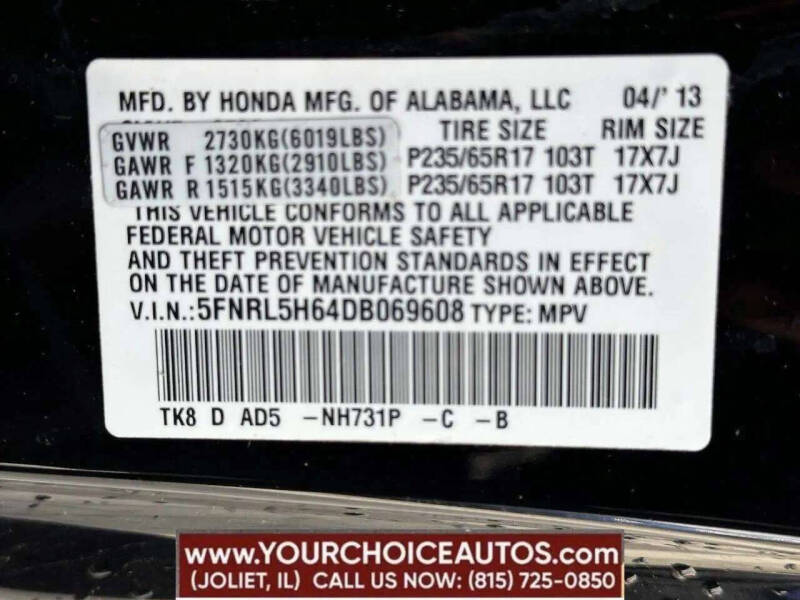 MFD. BY HONDA MFG. OF ALABAMA, LLC 04/' 13
GVWR 2730KG(6019LBS) TIRE SIZE RIM SIZE
GAWR F 1320KG(2910LBS) P235/65R17 103T 17X7J
GAWR R 1515KG(3340LBS) P235/65R17 103T 17X7J
THIS VEHICLE CONFORMS TO ALL APPLICABLE
FEDERAL MOTOR VEHICLE SAFETY
AND THEFT PREVENTION STANDARDS IN EFFECT
ON THE DATE OF MANUFACTURE SHOWN ABOVE.
V.I.N.:5FNRL5H64DB069608 TYPE: MPV
TK8 D AD5 -NH731P -C -B
www.YOURCHOICEAUTOS.com
(JOLIET, IL) CALL US NOW: (815) 725-0850